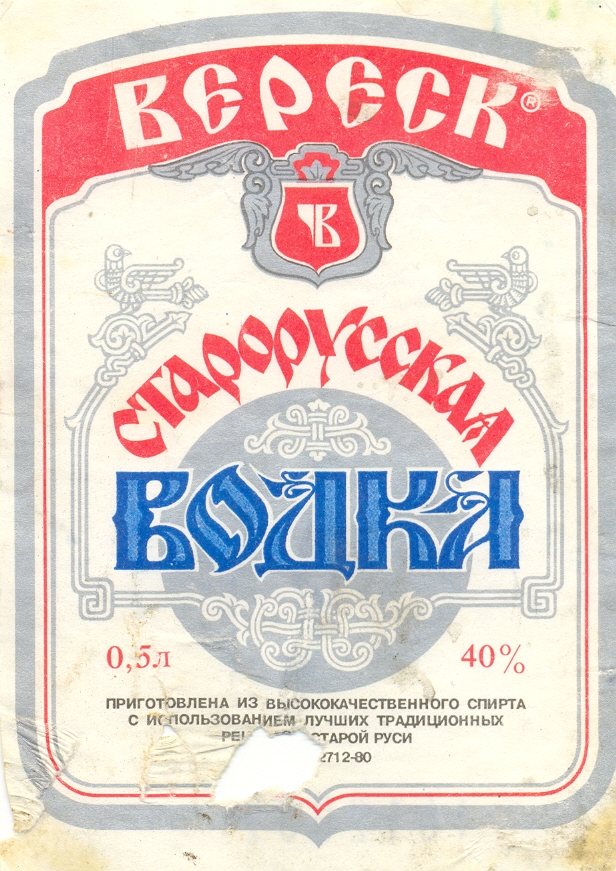 ВЕРЕСК®
В
СТАРОРУССКАЯ
ВОДКА
0,5л 40%
ПРИГОТОВЛЕНА ИЗ ВЫСОКОКАЧЕСТВЕННОГО СПИРТА
С ИСПОЛЬЗОВАНИЕМ ЛУЧШИХ ТРАДИЦИОННЫХ
СТАРОЙ РУСИ
2712-80